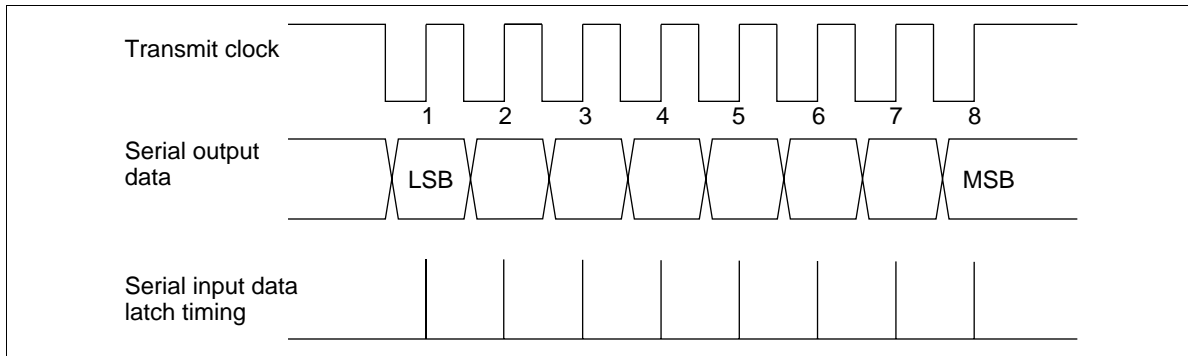 Transmit clock
1 2 3 4 5 6 7 8
Serial output
data
LSB
MSB
Serial input data
latch timing